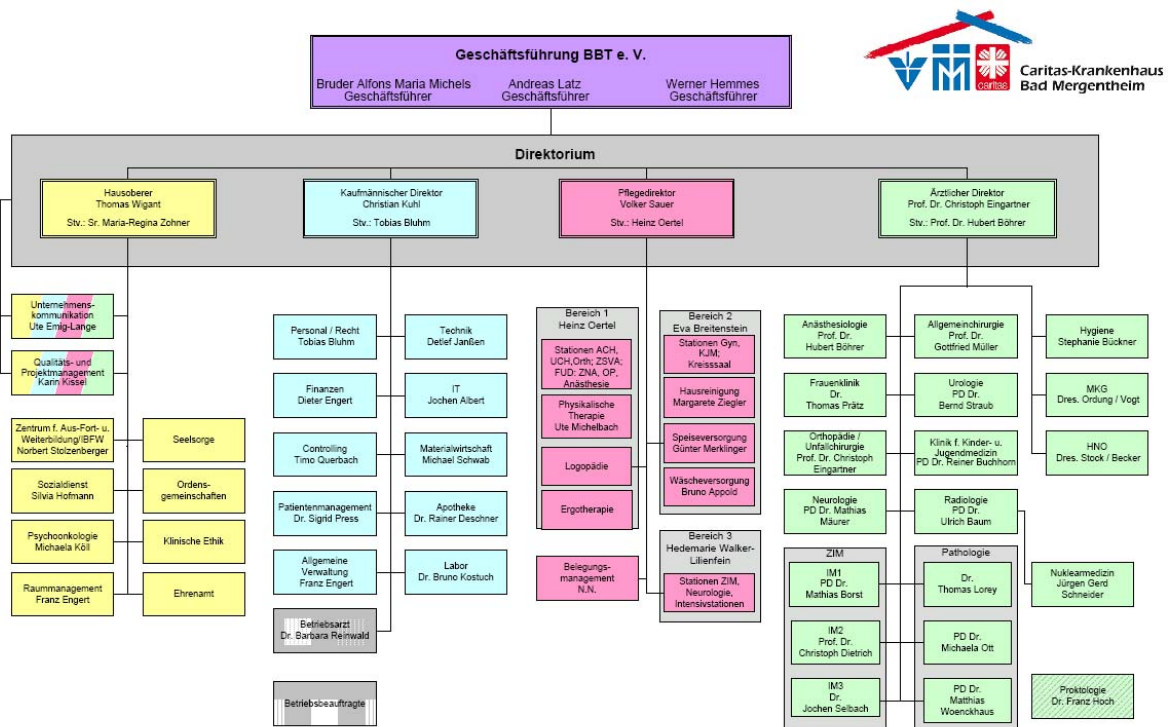 Geschäftsführung BBT e. V.
Bruder Alfons Maria Michels
Geschäftsführer
Andreas Latz
Geschäftsführer
Werner Hemmes
Geschäftsführer
caritas
Caritas-Krankenhaus
Bad Mergentheim
Direktorium
Hausoberer
Thomas Wigant
Stv.: Sr. Maria-Regina Zohner
Kaufmännischer Direktor
Christian Kuhl
Stv.: Tobias Bluhm
Pflegedirektor
Volker Sauer
Stv.: Heinz Oertel
Ärztlicher Direktor
Prof. Dr. Christoph Eingartner
Stv.: Prof. Dr. Hubert Böhrer
Unternehmens-
kommunikation
Ute Emig-Lange
Qualitäts- und
Projektmanagement
Karin Kissel
Zentrum f. Aus-Fort- u.
Weiterbildung/IBFW
Norbert Stolzenberger
Seelsorge
Sozialdienst
Silvia Hofmann
Ordens-
gemeinschaften
Psychoonkologie
Michaela Köll
Klinische Ethik
Raummanagement
Franz Engert
Ehrenamt
Personal / Recht
Tobias Bluhm
Technik
Detlef Janßen
Finanzen
Dieter Engert
IT
Jochen Albert
Controlling
Timo Querbach
Materialwirtschaft
Michael Schwab
Patientenmanagement
Dr. Sigrid Press
Apotheke
Dr. Rainer Deschner
Allgemeine
Verwaltung
Franz Engert
Labor
Dr. Bruno Kostuch
Betriebsarzt
Dr. Barbara Reinwald
Betriebsbeauftragte
Bereich 1
Heinz Oertel
Stationen ACH,
UCH,Orth; ZSVA;
FUD; ZNA, OP,
Anästhesie
Physikalische
Therapie
Ute Michelbach
Logopädie
Ergotherapie
Belegungs-
management
N.N.
Bereich 2
Eva Breitenstein
Stationen Gyn,
KJM;
Kreisssaal
Hausreinigung
Margarete Ziegler
Speiseversorgung
Günter Merklinger
Wäscheversorgung
Bruno Appold
Bereich 3
Hedemarie Walker-
Lilienfein
Stationen ZIM,
Neurologie,
Intensivstationen
Anästhesiologie
Prof. Dr.
Hubert Böhrer
Allgemeinchirurgie
Prof. Dr.
Gottfried Müller
Hygiene
Stephanie Bückner
Frauenklinik
Dr.
Thomas Prätz
Urologie
PD Dr.
Bernd Straub
MKG
Dres. Ordung / Vogt
Orthopädie /
Unfallchirurgie
Prof. Dr. Christoph
Eingartner
Klinik f. Kinder- u.
Jugendmedizin
PD Dr. Reiner Buchhorn
HNO
Dres. Stock / Becker
Neurologie
PD Dr. Mathias
Mäurer
Radiologie
PD Dr.
Ulrich Baum
ZIM
IM1
PD Dr.
Mathias Borst
IM2
Prof. Dr.
Christoph Dietrich
IM3
Dr.
Jochen Selbach
Pathologie
Dr.
Thomas Lorey
PD Dr.
Michaela Ott
PD Dr.
Matthias
Woenckhaus
Nuklearmedizin
Jürgen Gerd
Schneider
Proktologie
Dr. Franz Hoch